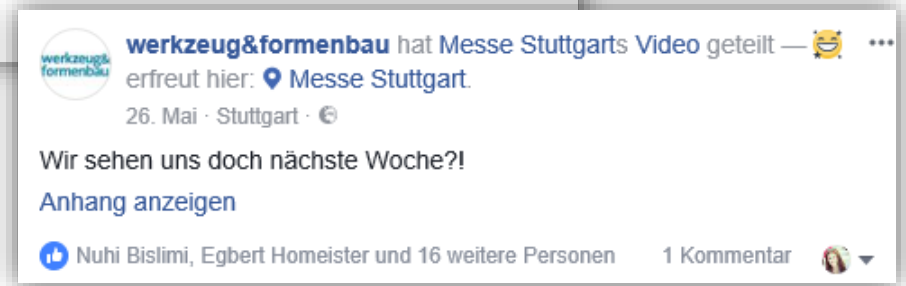 werkzeug&
formenbau
werkzeug&formenbau hat Messe Stuttgarts Video geteilt —
erfreut hier: Messe Stuttgart.
26. Mai · Stuttgart ·
Wir sehen uns doch nächste Woche?!
Anhang anzeigen
Nuhi Bislimi, Egbert Homeister und 16 weitere Personen 1 Kommentar